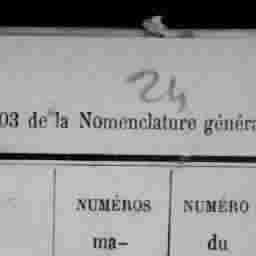 24
03 de la Nomenclature généra
NUMÉROS NUMÉRO
ma- du